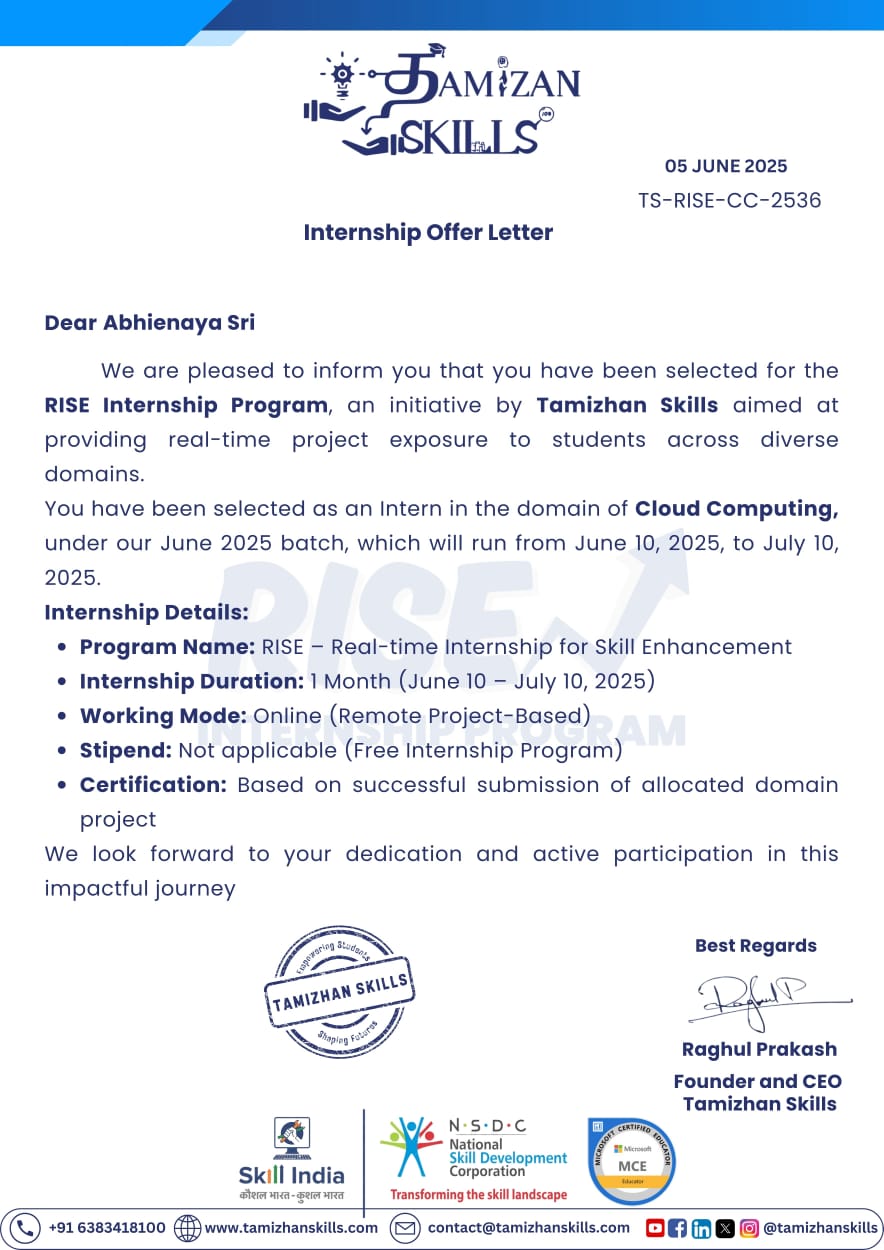 தAMIZAN
SKILLS
05 JUNE 2025
TS-RISE-CC-2536
Internship Offer Letter
Dear Abhienaya Sri
We are pleased to inform you that you have been selected for the
RISE Internship Program, an initiative by Tamizhan Skills aimed at
providing real-time project exposure to students across diverse
domains.
You have been selected as an Intern in the domain of Cloud Computing,
under our June 2025 batch, which will run from June 10, 2025, to July 10,
2025.
Internship Details:
• Program Name: RISE – Real-time Internship for Skill Enhancement
• Internship Duration: 1 Month (June 10 – July 10, 2025)
• Working Mode: Online (Remote Project-Based)
• Stipend: Not applicable (Free Internship Program)
• Certification: Based on successful submission of allocated domain
project
We look forward to your dedication and active participation in this
impactful journey
RISE
INTERNSHIP PROGRAM
Empowering Students
TAMIZHAN SKILLS
Shaping Futures
Best Regards
Raghul P
Raghul Prakash
Founder and CEO
Tamizhan Skills
Skill India
कौशल भारत - कुशल भारत
N·S·D·C
National
Skill Development
Corporation
Transforming the skill landscape
MICROSOFT CERTIFIED EDUCATOR
Microsoft
MCE
Educator
+91 6383418100 www.tamizhanskills.com contact@tamizhanskills.com @tamizhanskills